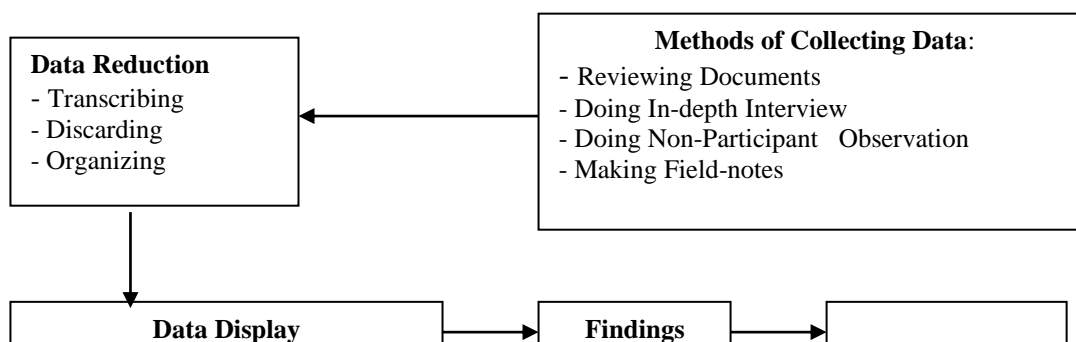 Methods of Collecting Data:
- Reviewing Documents
- Doing In-depth Interview
- Doing Non-Participant Observation
- Making Field-notes
Data Reduction
- Transcribing
- Discarding
- Organizing
Data Display
Findings